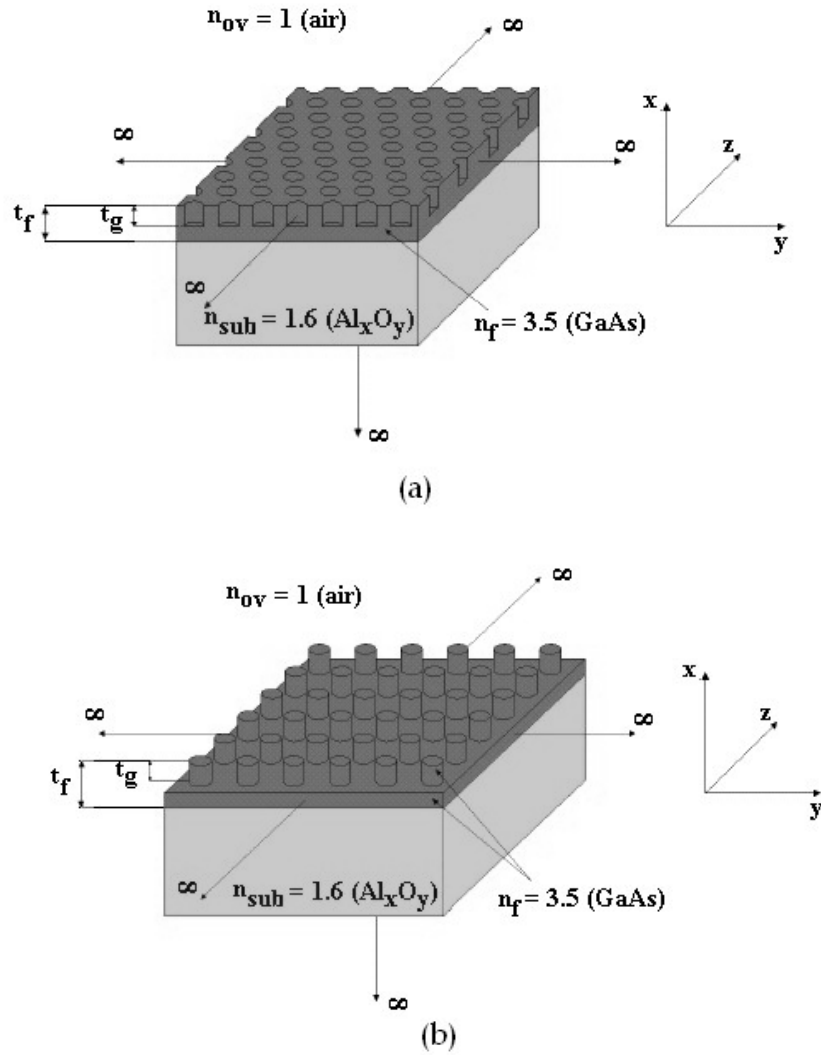 n_ov = 1 (air)
∞
x
∞
∞
z
t_f
t_g
y
∞
n_sub = 1.6 (Al_xO_y)
n_f = 3.5 (GaAs)
∞
(a)
∞
n_ov = 1 (air)
x
∞
∞
z
t_f
t_g
y
∞
n_sub = 1.6 (Al_xO_y)
n_f = 3.5 (GaAs)
∞
(b)